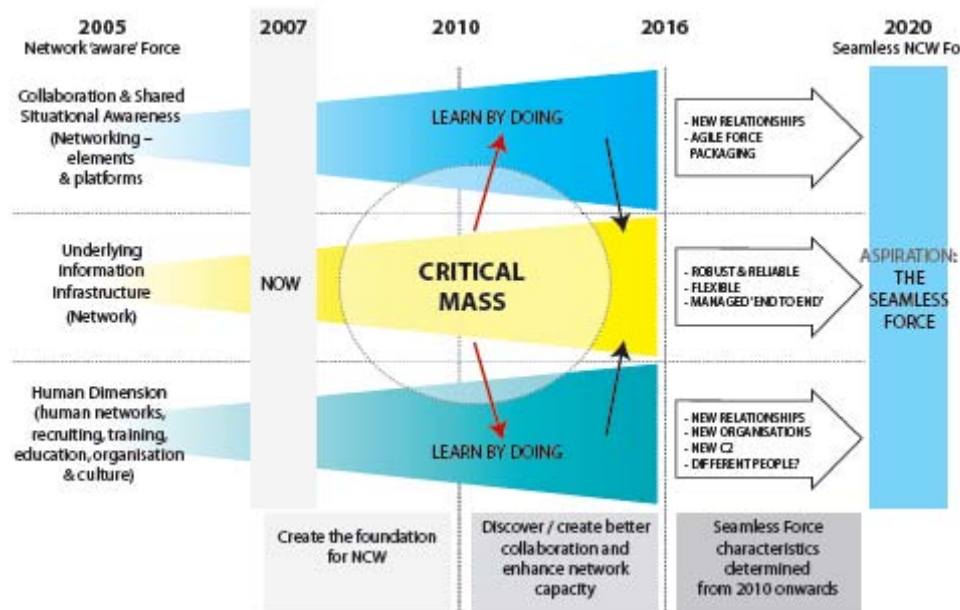 2005
Network 'aware' Force
2007
2010
2016
2020
Seamless NCW Fo
Collaboration & Shared
Situational Awareness
(Networking –
elements
& platforms
LEARN BY DOING
- NEW RELATIONSHIPS
- AGILE FORCE
PACKAGING
Underlying
Information
Infrastructure
(Network)
NOW
CRITICAL
MASS
- ROBUST & RELIABLE
- FLEXIBLE
- MANAGED 'END TO END'
ASPIRATION:
THE
SEAMLESS
FORCE
Human Dimension
(human networks,
recruiting, training,
education, organisation
& culture)
LEARN BY DOING
- NEW RELATIONSHIPS
- NEW ORGANISATIONS
- NEW C2
- DIFFERENT PEOPLE?
Create the foundation
for NCW
Discover / create better
collaboration and
enhance network
capacity
Seamless Force
characteristics
determined
from 2010 onwards